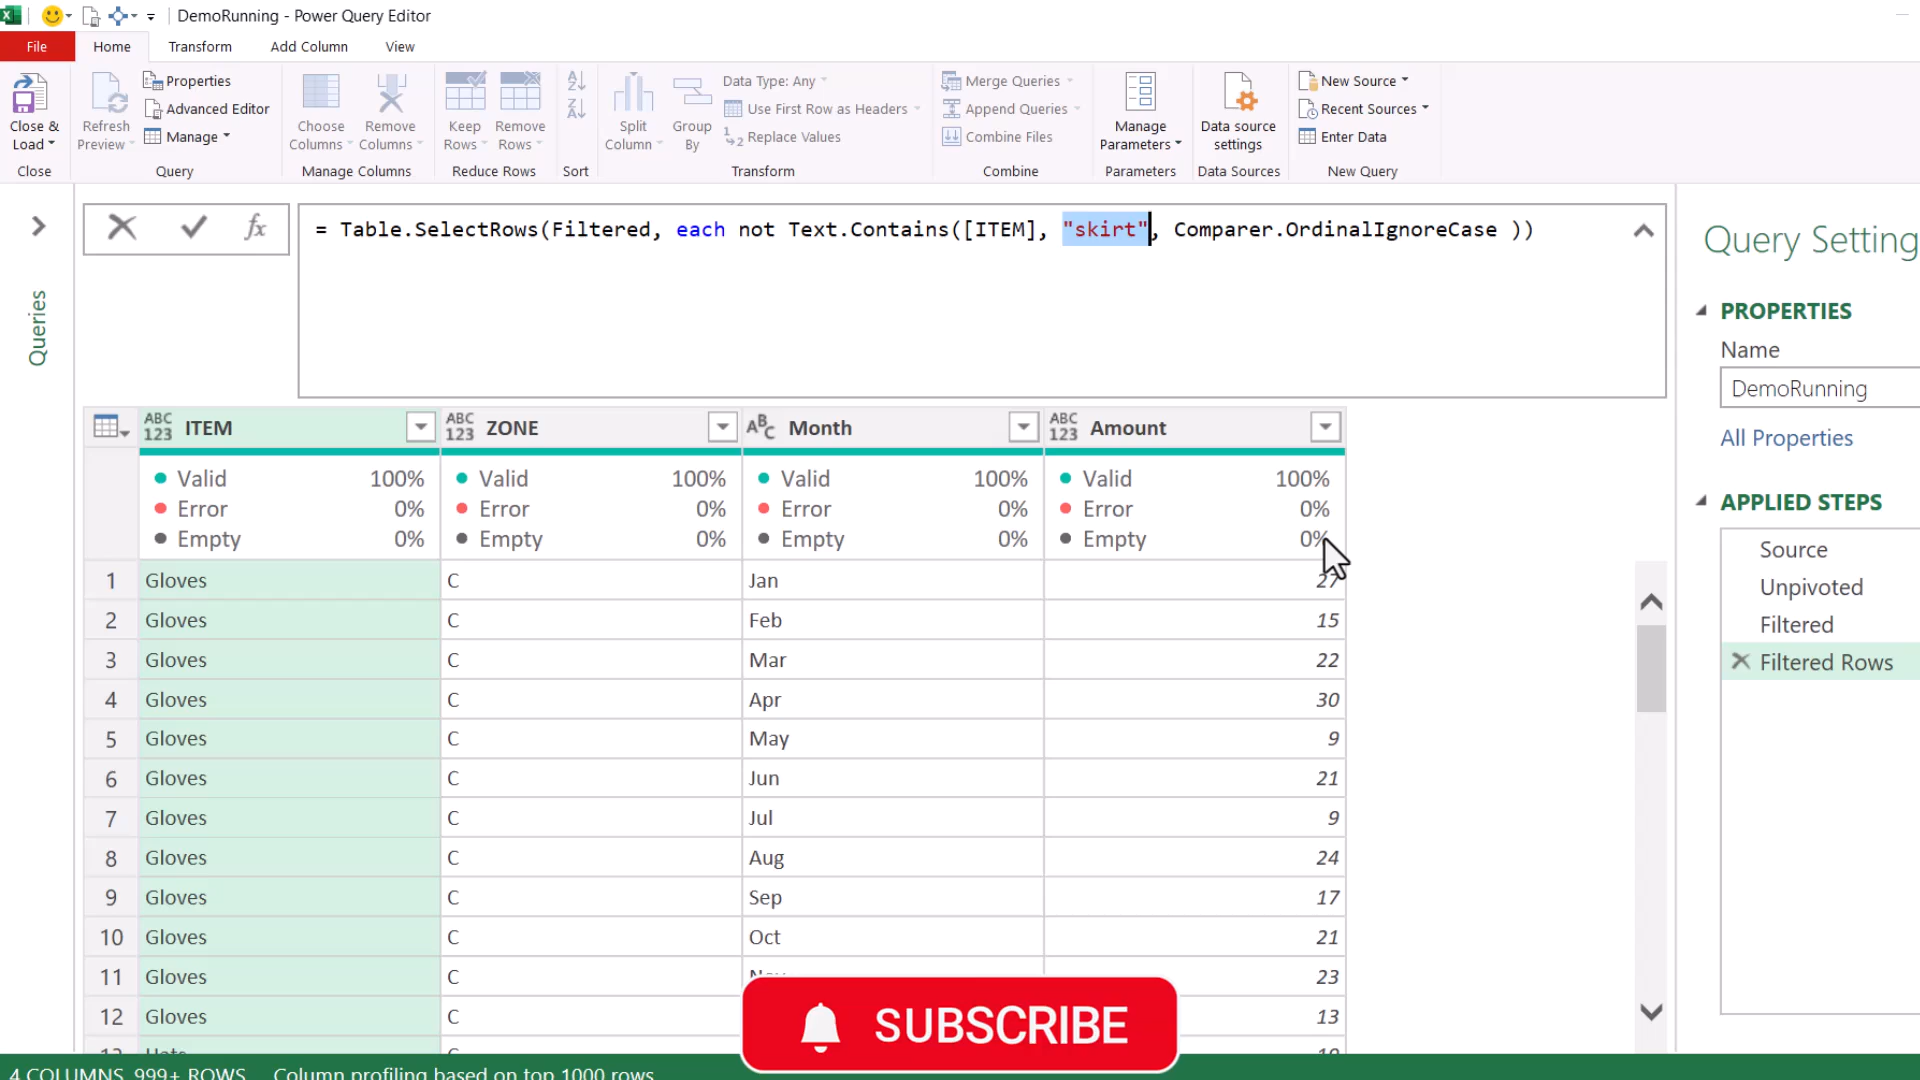 DemoRunning - Power Query Editor
File Home Transform Add Column View
Close & Load
Close
Refresh Preview
Properties
Advanced Editor
Manage
Query
Choose Columns
Remove Columns
Manage Columns
Keep Rows
Remove Rows
Reduce Rows
Sort
Split Column
Group By
Data Type: Any
Use First Row as Headers
Replace Values
Transform
Merge Queries
Append Queries
Combine Files
Combine
Manage Parameters
Parameters
Data source settings
Data Sources
New Source
Recent Sources
Enter Data
New Query
Queries
fx
= Table.SelectRows(Filtered, each not Text.Contains([ITEM], "skirt", Comparer.OrdinalIgnoreCase ))
ABC 123 ITEM ABC 123 ZONE ABC Month ABC 123 Amount
Valid 100% Valid 100% Valid 100% Valid 100%
Error 0% Error 0% Error 0% Error 0%
Empty 0% Empty 0% Empty 0% Empty 0%
1 Gloves C Jan 27
2 Gloves C Feb 15
3 Gloves C Mar 22
4 Gloves C Apr 30
5 Gloves C May 9
6 Gloves C Jun 21
7 Gloves C Jul 9
8 Gloves C Aug 24
9 Gloves C Sep 17
10 Gloves C Oct 21
11 Gloves C 23
12 Gloves C 13
SUBSCRIBE
4 COLUMNS, 999+ ROWS Column profiling based on top 1000 rows
Query Setting
PROPERTIES
Name
DemoRunning
All Properties
APPLIED STEPS
Source
Unpivoted
Filtered
Filtered Rows